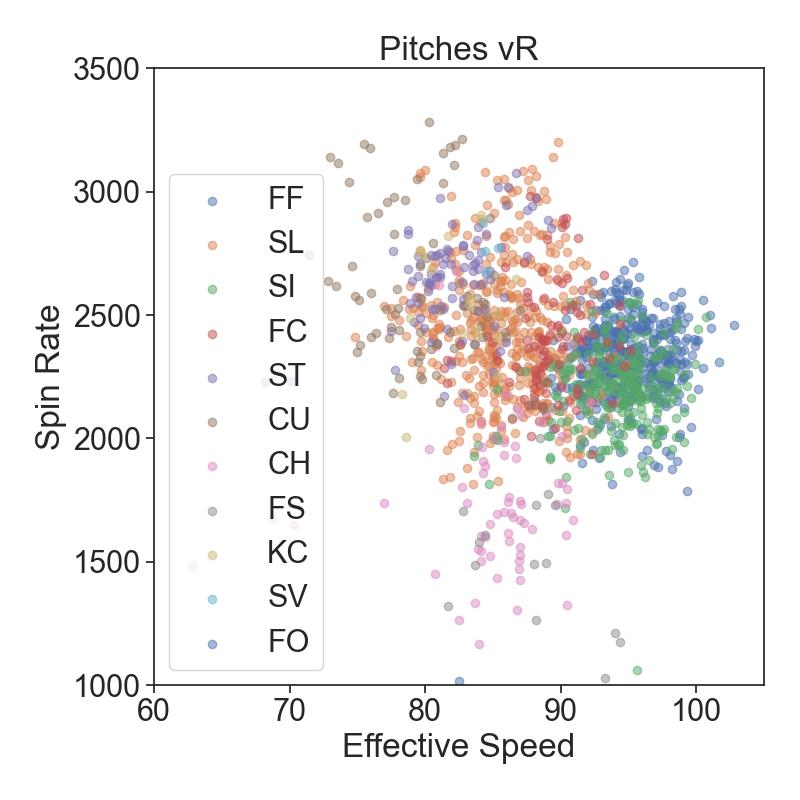 Pitches vR
3500
3000
2500
2000
1500
1000
Spin Rate
FF
SL
SI
FC
ST
CU
CH
FS
KC
SV
FO
60 70 80 90 100
Effective Speed